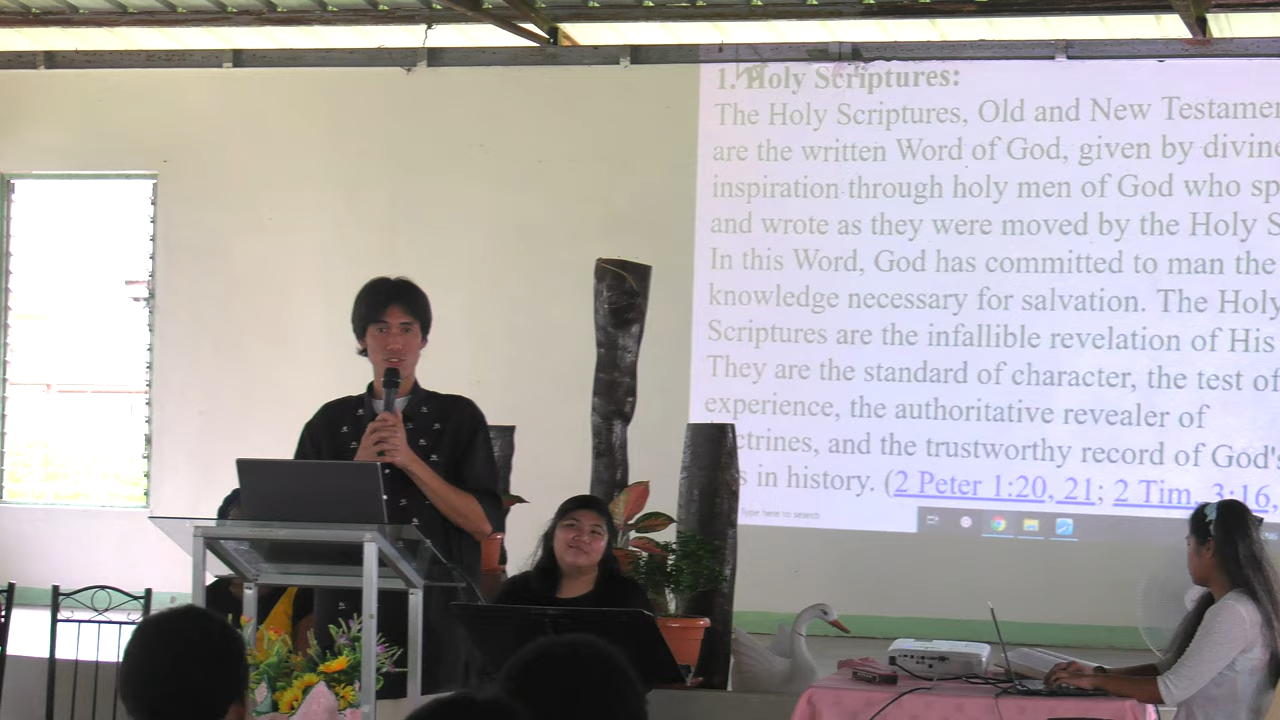 1. Holy Scriptures:
The Holy Scriptures, Old and New
are the written Word of God, given by
inspiration through holy men of God who
and wrote as they were moved by the Holy
In this Word, God has committed to man the
knowledge necessary for salvation. The Holy
Scriptures are the infallible revelation of His
They are the standard of character, the test of
experience, the authoritative revealer of
and the trustworthy record of God's
in history. (2 Peter 1:20, 21; 2 Tim. 3:16,
Type here to search